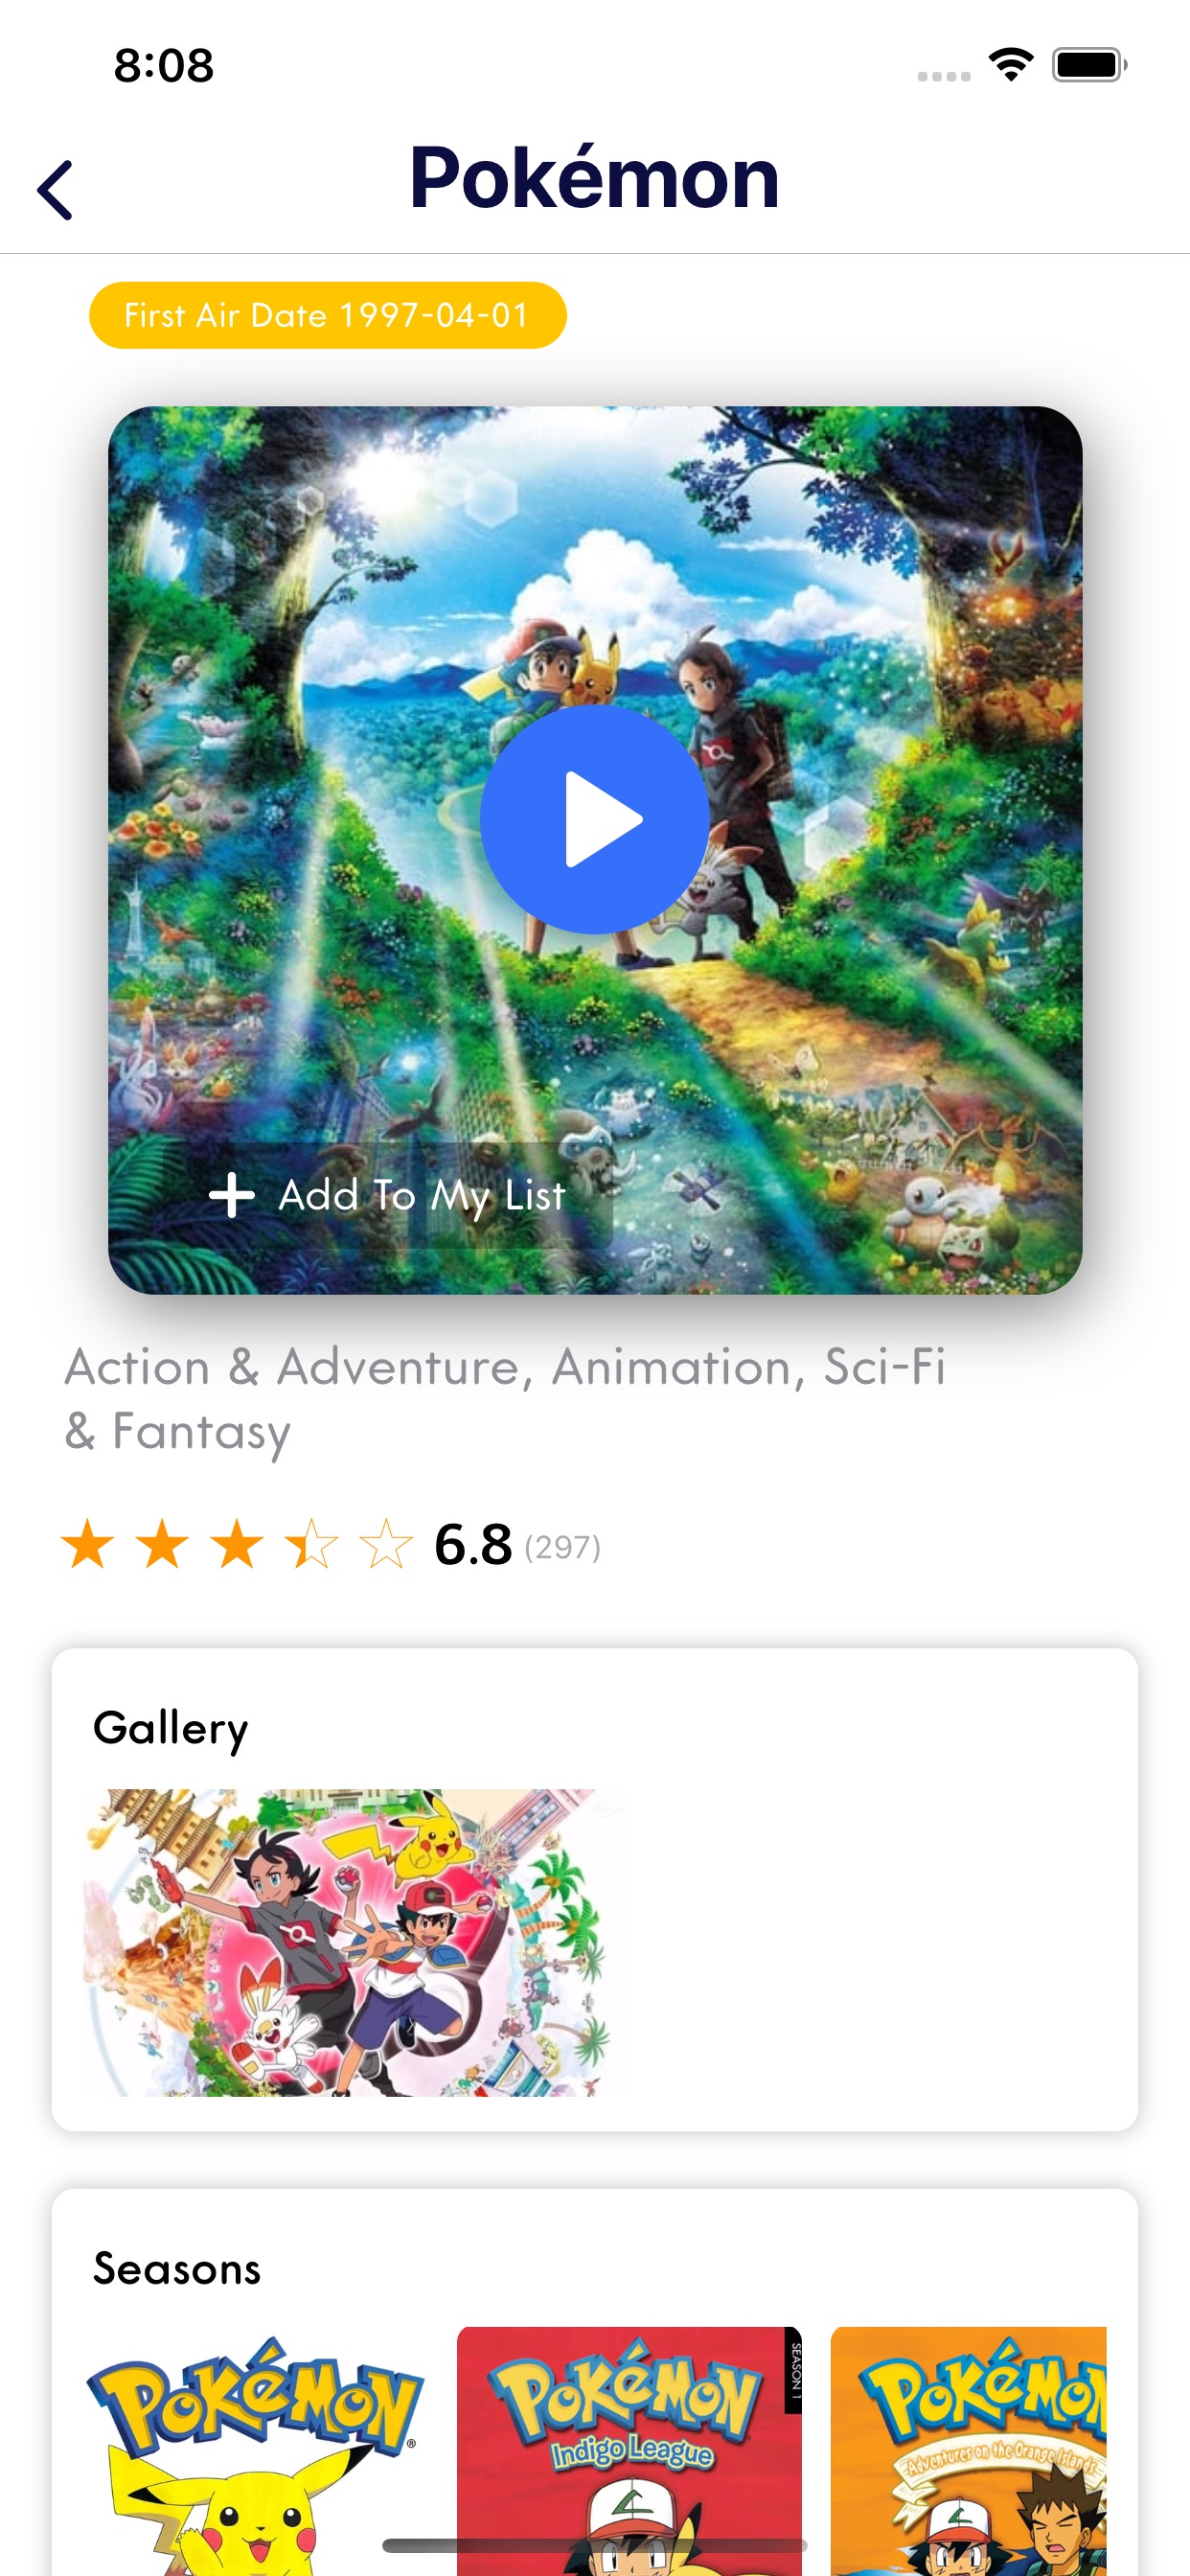 8:08
Pokémon
First Air Date 1997-04-01
Add To My List
Action & Adventure, Animation, Sci-Fi
& Fantasy
6.8 (297)
Gallery
Seasons
POKéMON®
POKéMON
SEASON 1
Indigo League
POKéMON
Adventures on the Orange Islands